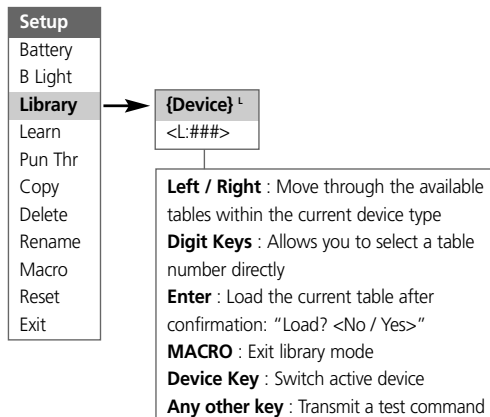 Setup
Battery
B Light
Library
Learn
Pun Thr
Copy
Delete
Rename
Macro
Reset
Exit
{Device} L
<L:###>
Left / Right : Move through the available
tables within the current device type
Digit Keys : Allows you to select a table
number directly
Enter : Load the current table after
confirmation: “Load? <No / Yes>”
MACRO : Exit library mode
Device Key : Switch active device
Any other key : Transmit a test command